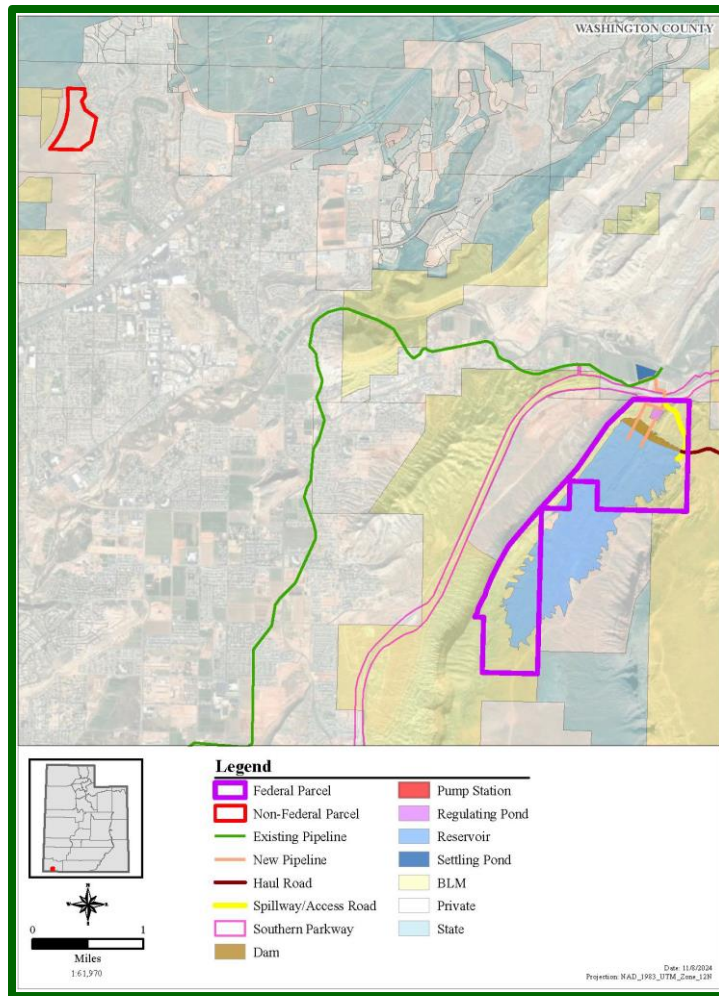 WASHINGTON COUNTY
Legend
Federal Parcel
Non-Federal Parcel
Existing Pipeline
New Pipeline
Haul Road
Spillway/Access Road
Southern Parkway
Dam
Pump Station
Regulating Pond
Reservoir
Settling Pond
BLM
Private
State
N
W
E
S
0 1
Miles
1:61,970
Date: 11/8/2024
Projection: NAD_1983_UTM_Zone_12N